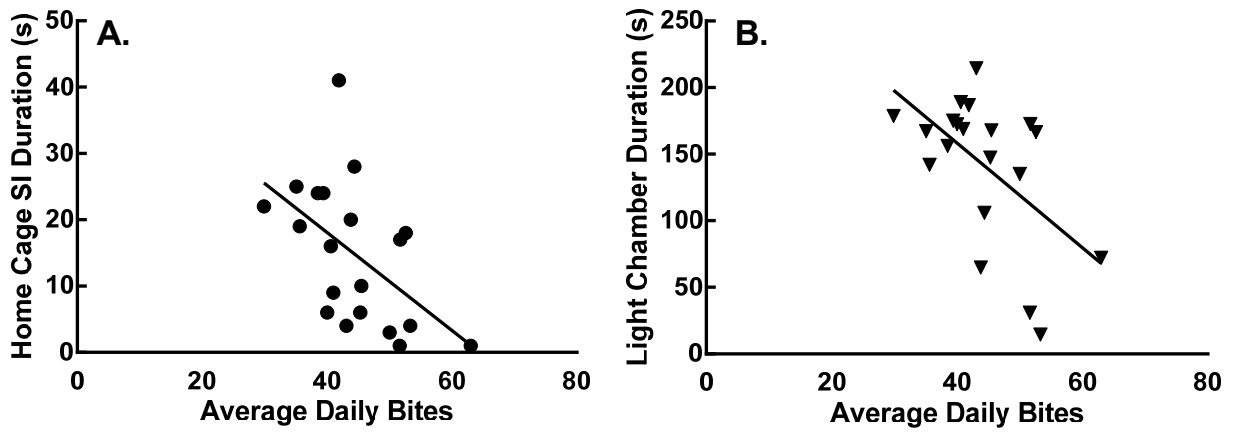 A.
Home Cage SI Duration (s)
50
40
30
20
10
0
0 20 40 60 80
Average Daily Bites
B.
Light Chamber Duration (s)
250
200
150
100
50
0
0 20 40 60 80
Average Daily Bites